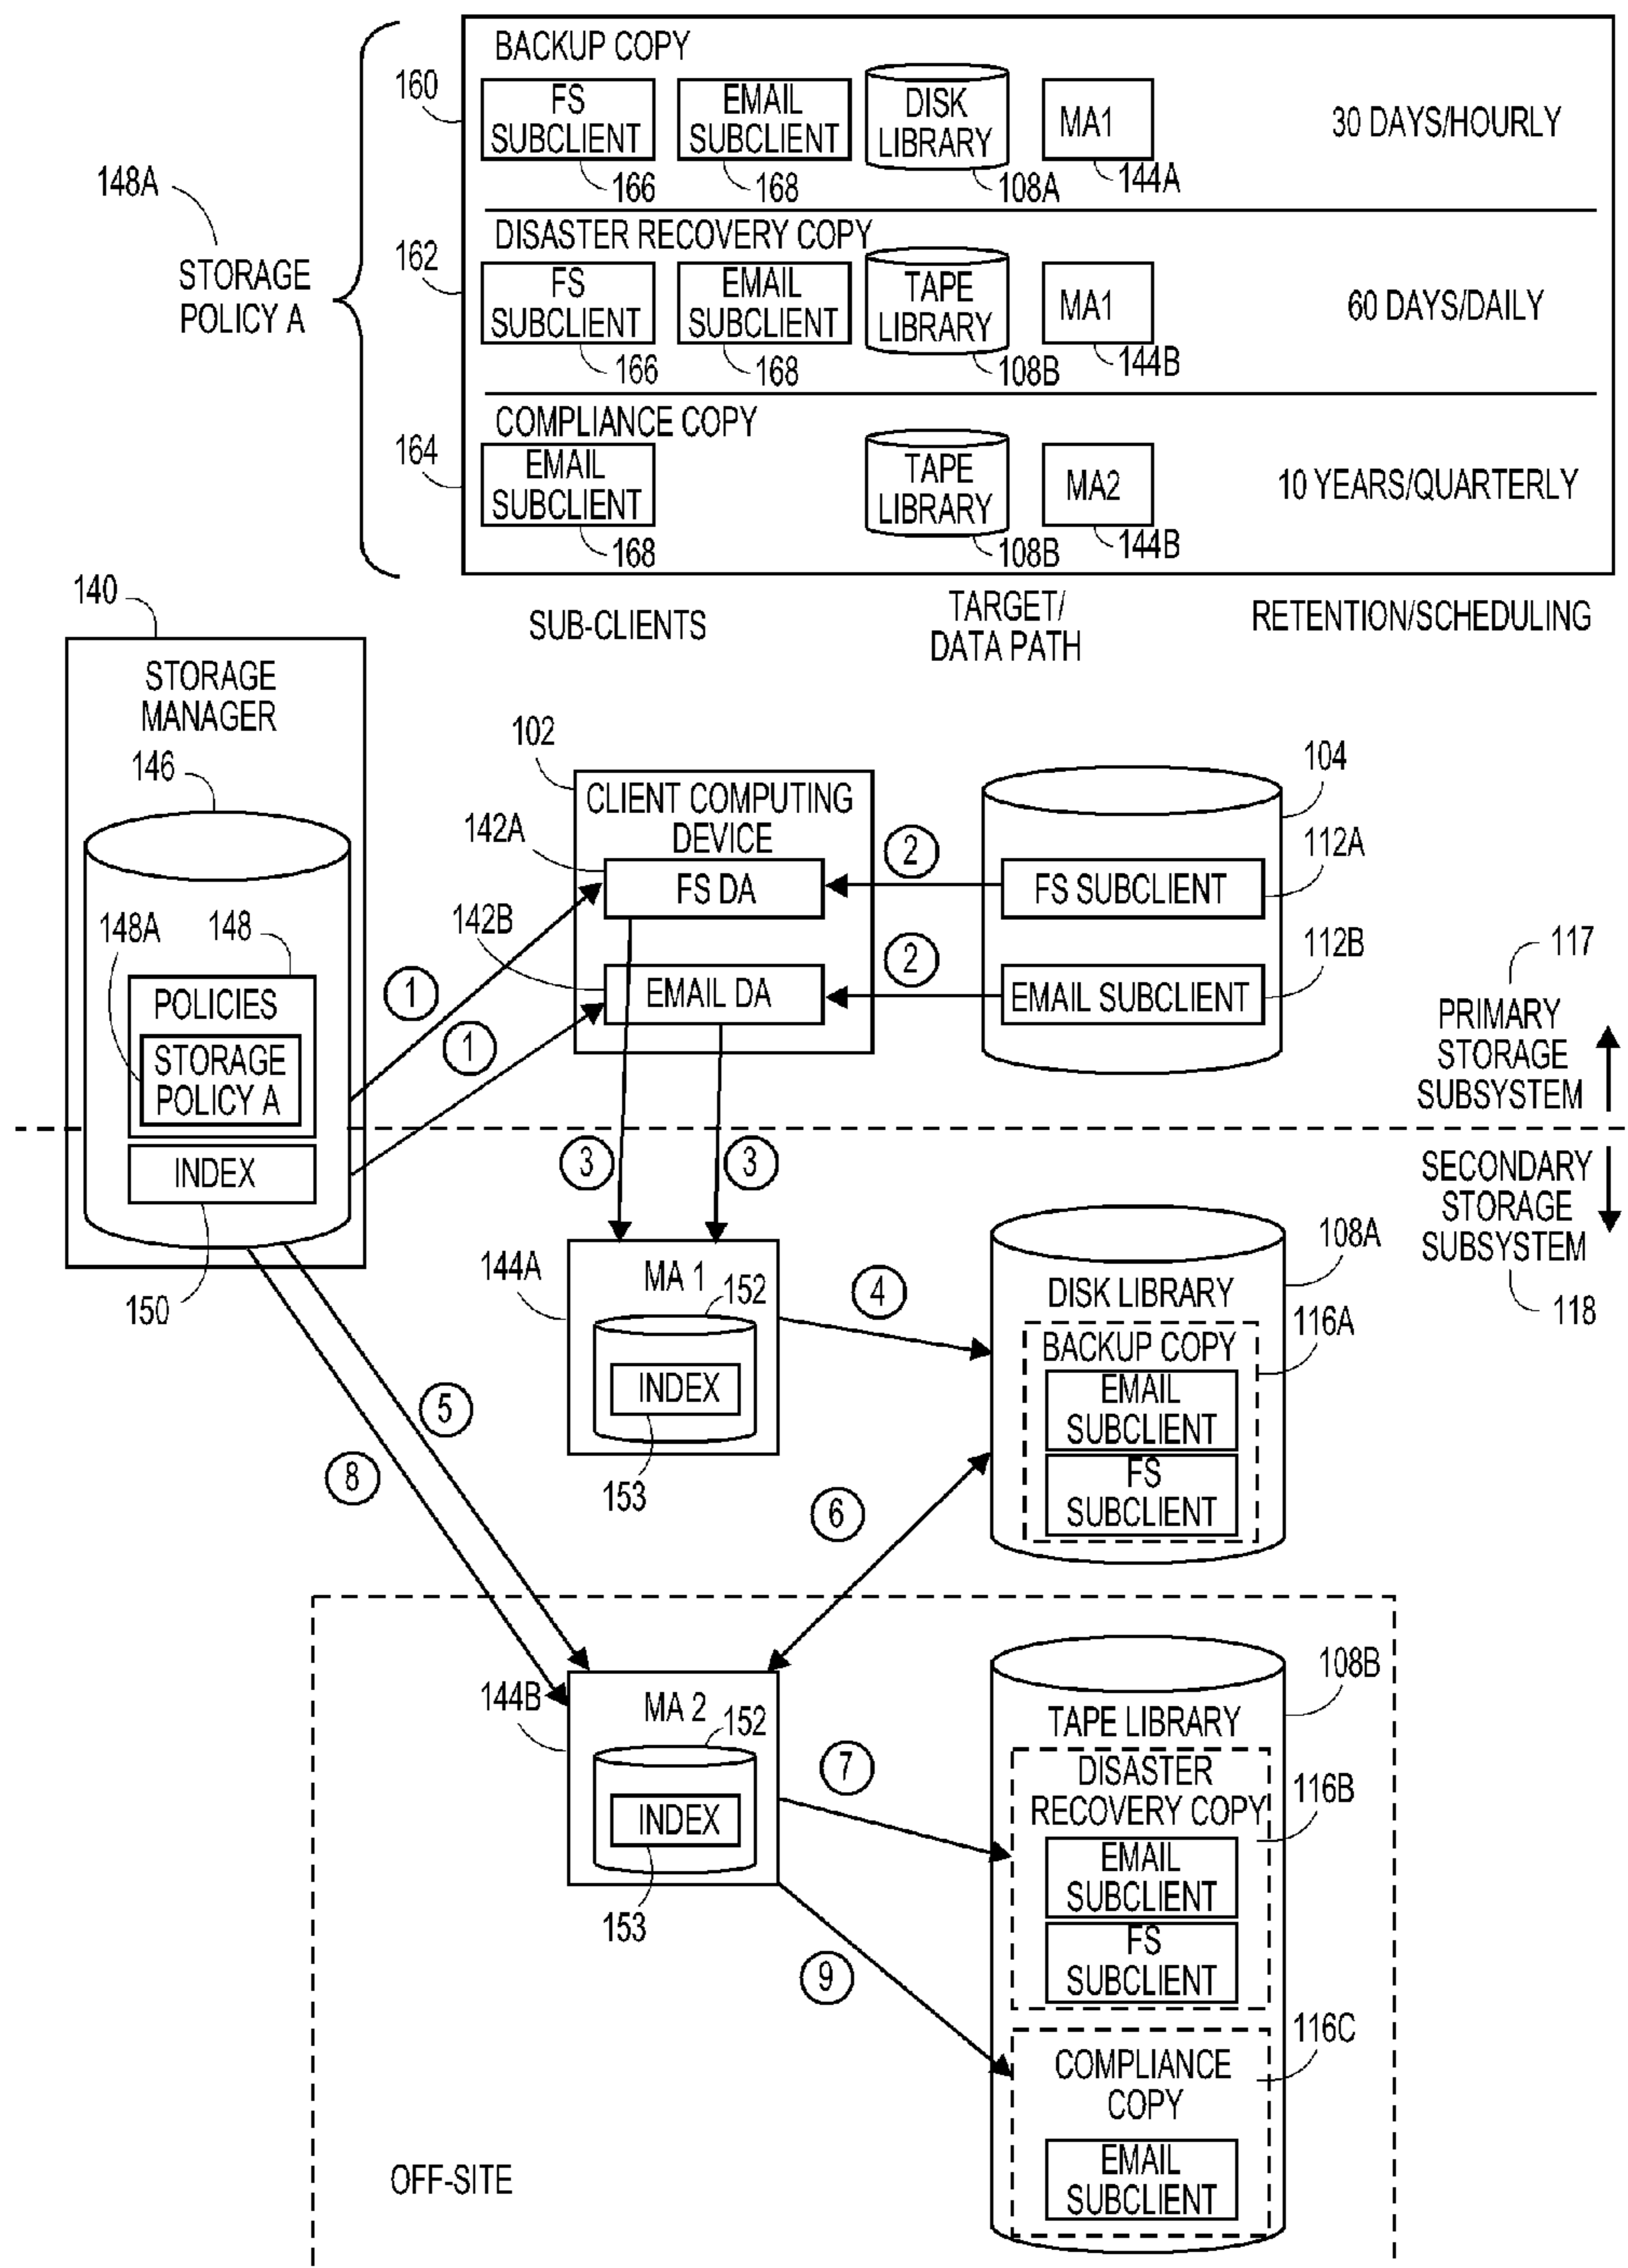 BACKUP COPY
160
FS
SUBCLIENT
166
EMAIL
SUBCLIENT
168
DISK
LIBRARY
108A
MA1
144A
30 DAYS/HOURLY
148A
STORAGE
POLICY A
DISASTER RECOVERY COPY
162
FS
SUBCLIENT
166
EMAIL
SUBCLIENT
168
TAPE
LIBRARY
108B
MA1
144B
60 DAYS/DAILY
COMPLIANCE COPY
164
EMAIL
SUBCLIENT
168
TAPE
LIBRARY
108B
MA2
144B
10 YEARS/QUARTERLY
SUB-CLIENTS
TARGET/
DATA PATH
RETENTION/SCHEDULING
140
STORAGE
MANAGER
146
148A
148
POLICIES
STORAGE
POLICY A
INDEX
150
1
1
102
CLIENT COMPUTING
DEVICE
142A
FS DA
142B
EMAIL DA
2
2
104
112A
FS SUBCLIENT
112B
EMAIL SUBCLIENT
117
PRIMARY
STORAGE
SUBSYSTEM
SECONDARY
STORAGE
SUBSYSTEM
118
3
3
144A
MA 1
152
INDEX
153
4
108A
DISK LIBRARY
116A
BACKUP COPY
EMAIL
SUBCLIENT
FS
SUBCLIENT
5
8
6
144B
MA 2
152
INDEX
153
7
9
108B
TAPE LIBRARY
DISASTER
RECOVERY COPY
116B
EMAIL
SUBCLIENT
FS
SUBCLIENT
116C
COMPLIANCE
COPY
EMAIL
SUBCLIENT
OFF-SITE